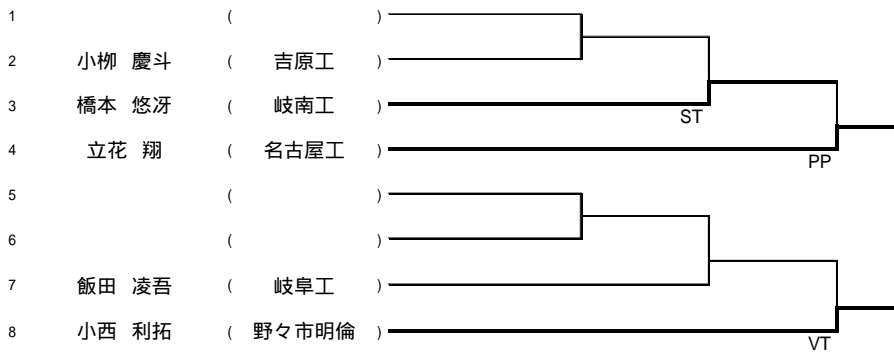 1 ( )
2 小栁 慶斗 ( 吉原工 )
3 橋本 悠冴 ( 岐南工 )
ST
4 立花 翔 ( 名古屋工 )
PP
5 ( )
6 ( )
7 飯田 凌吾 ( 岐阜工 )
8 小西 利拓 ( 野々市明倫 )
VT